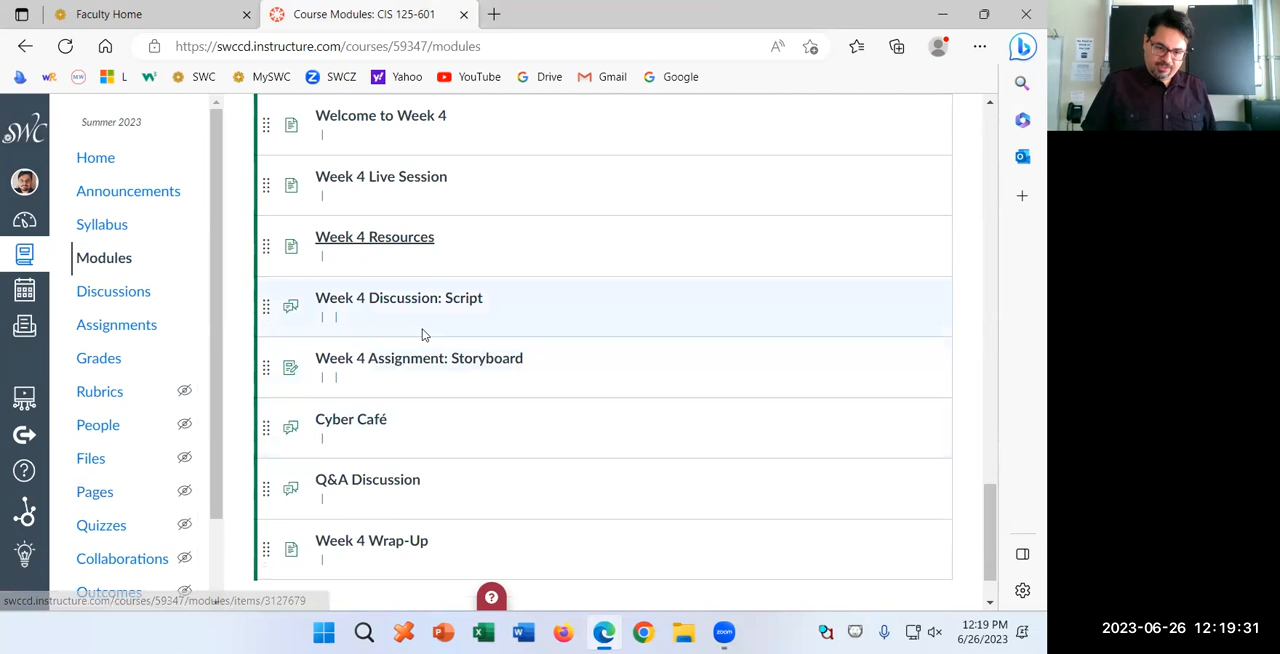 Faculty Home
Course Modules: CIS 125-601
https://swccd.instructure.com/courses/59347/modules
L
SWC
MySWC
SWCZ
Yahoo
YouTube
Drive
Gmail
Google
SWC
Summer 2023
Home
Announcements
Syllabus
Modules
Discussions
Assignments
Grades
Rubrics
People
Files
Pages
Quizzes
Collaborations
Outcomes
Welcome to Week 4
Week 4 Live Session
Week 4 Resources
Week 4 Discussion: Script
Week 4 Assignment: Storyboard
Cyber Café
Q&A Discussion
Week 4 Wrap-Up
swccd.instructure.com/courses/59347/modules/items/3127679
zoom
12:19 PM
6/26/2023
2023-06-26 12:19:31